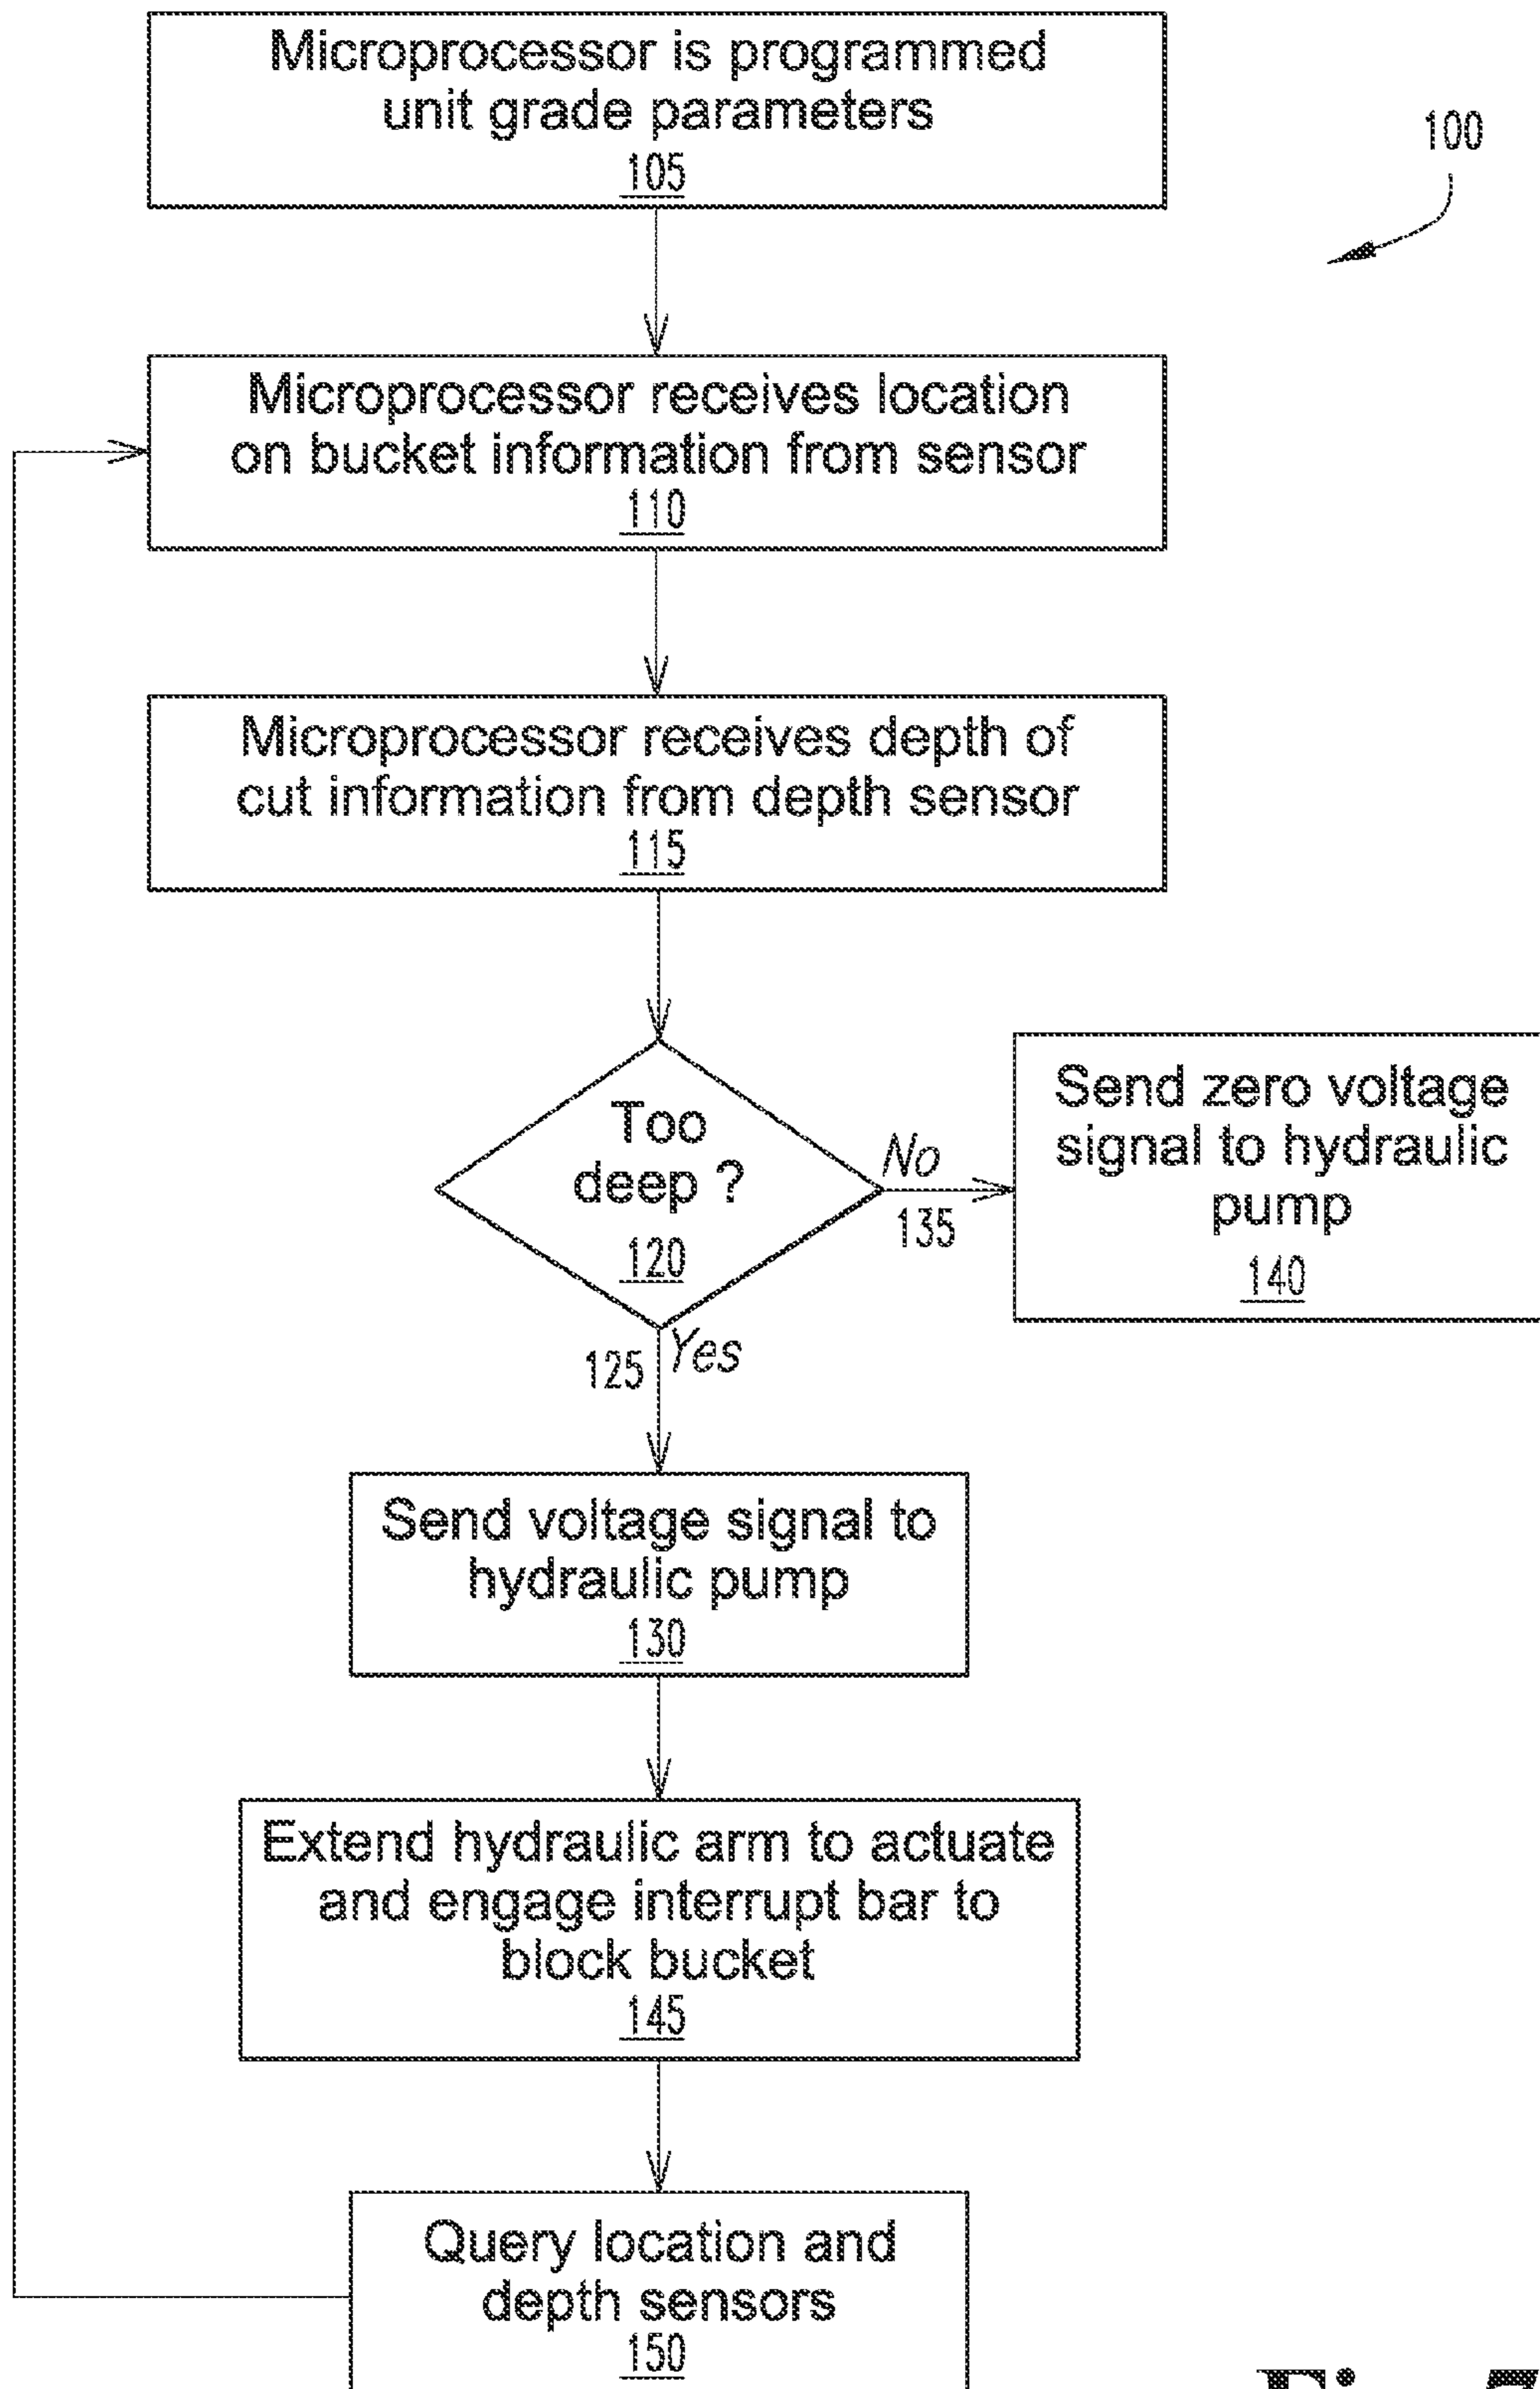 Microprocessor is programmed
unit grade parameters
105
100
Microprocessor receives location
on bucket information from sensor
110
Microprocessor receives depth of
cut information from depth sensor
115
Too
deep ?
120
No
135
Send zero voltage
signal to hydraulic
pump
140
125
Yes
Send voltage signal to
hydraulic pump
130
Extend hydraulic arm to actuate
and engage interrupt bar to
block bucket
145
Query location and
depth sensors
150